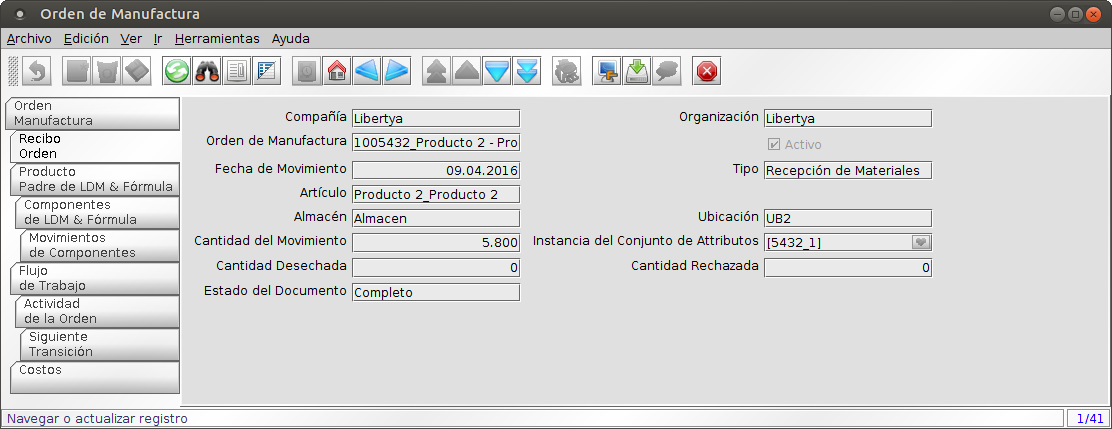 Orden de Manufactura
Archivo Edición Ver Ir Herramientas Ayuda
Orden
Manufactura
Recibo
Orden
Producto
Padre de LDM & Fórmula
Componentes
de LDM & Fórmula
Movimientos
de Componentes
Flujo
de Trabajo
Actividad
de la Orden
Siguiente
Transición
Costos
Compañía Libertya Organización Libertya
Orden de Manufactura 1005432_Producto 2 - Pro Activo
Fecha de Movimiento 09.04.2016 Tipo Recepción de Materiales
Artículo Producto 2_Producto 2
Almacén Almacen Ubicación UB2
Cantidad del Movimiento 5.800 Instancia del Conjunto de Attributos [5432_1]
Cantidad Desechada 0 Cantidad Rechazada 0
Estado del Documento Completo
Navegar o actualizar registro 1/41